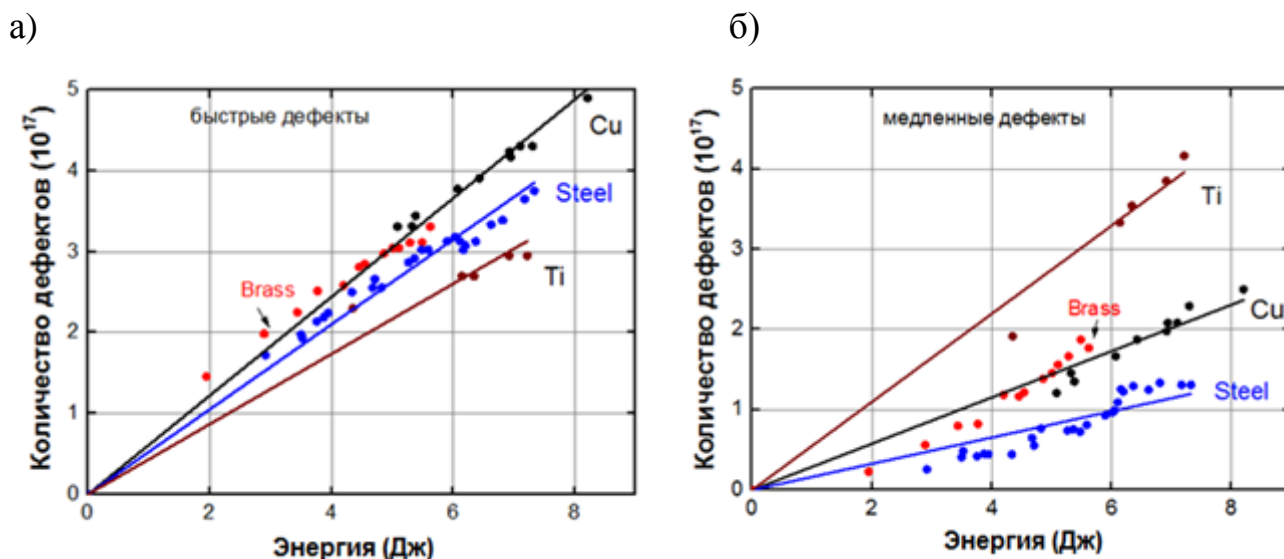 а)
б)
быстрые дефекты
Cu
Steel
Ti
Brass
Количество дефектов (10¹⁷)
5
4
3
2
1
0
0 2 4 6 8
Энергия (Дж)
медленные дефекты
Ti
Brass
Cu
Steel
Количество дефектов (10¹⁷)
5
4
3
2
1
0
0 2 4 6 8
Энергия (Дж)